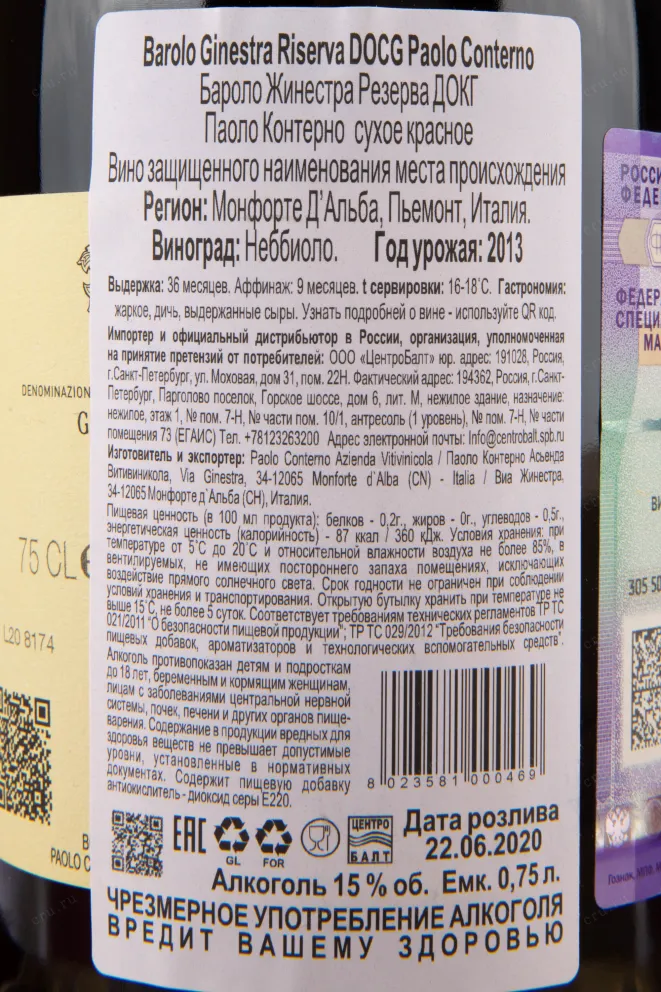 Barolo Ginestra Riserva DOCG Paolo Conterno
Бароло Жинестра Резерва ДОКГ
Паоло Контерно сухое красное
Вино защищенного наименования места происхождения
Регион: Монфорте Д'Альба, Пьемонт, Италия.
Виноград: Неббиоло. Год урожая: 2013
Выдержка: 36 месяцев. Аффинаж: 9 месяцев. t сервировки: 16-18°С. Гастрономия:
жаркое, дичь, выдержанные сыры. Узнать подробней о вине - используйте QR код.
Импортер и официальный дистрибьютор в России, организация, уполномоченная
на принятие претензий от потребителей: ООО «ЦентроБалт» юр. адрес: 191028, Россия,
г.Санкт-Петербург, ул. Моховая, дом 31, пом. 22Н. Фактический адрес: 194362, Россия, г.Санкт-
Петербург, Парголово поселок, Горское шоссе, дом 6, лит. М, нежилое здание, назначение:
нежилое, этаж 1, № пом. 7-Н, № части пом. 10/1, антресоль (1 уровень), № пом. 7-Н, № части
помещения 73 (ЕГАИС) Тел. +78123263200 Адрес электронной почты: Info@centroball.spb.ru
Изготовитель и экспортер: Paolo Conterno Azienda Vitivinicola / Паоло Контерно Асьенда
Витивиникола, Via Ginestra, 34-12065 Monforte d`Alba (CN) - Italia / Виа Жинестра,
34-12065 Монфорте д`Альба (CH), Италия.
Пищевая ценность (в 100 мл продукта): белков - 0,2г., жиров - 0г., углеводов - 0,5г.,
энергетическая ценность (калорийность) - 87 ккал / 360 кДж. Условия хранения: при
температуре от 5°С до 20°С и относительной влажности воздуха не более 85%, в
вентилируемых, не имеющих постороннего запаха помещениях, исключающих
воздействие прямого солнечного света. Срок годности не ограничен при соблюдении
условий хранения и транспортирования. Открытую бутылку хранить при температуре не
выше 15°С, не более 5 суток. Соответствует требованиям технических регламентов ТР ТС
021/2011 "О безопасности пищевой продукции"; ТР ТС 029/2012 "Требования безопасности
пищевых добавок, ароматизаторов и технологических вспомогательных средств".
Алкоголь противопоказан детям и подросткам
до 18 лет, беременным и кормящим женщинам,
лицам с заболеваниями центральной нервной
системы, почек, печени и других органов пище-
варения. Содержание в продукции вредных для
здоровья веществ не превышает допустимые
уровни, установленные в нормативных
документах. Содержит пищевую добавку
антиокислитель - диоксид серы Е220.
8 023581 000469
EAC GL FOR ЦЕНТРО БАЛТ
Дата розлива
22.06.2020
Алкоголь 15 % об. Емк. 0,75 л.
ЧРЕЗМЕРНОЕ УПОТРЕБЛЕНИЕ АЛКОГОЛЯ
ВРЕДИТ ВАШЕМУ ЗДОРОВЬЮ
DENOMINAZION
G
75 CL
L20 8174
PAOLO C
РОССИ
ФЕДЕ
ФЕДЕР
СПЕЦИ
МА
305 50